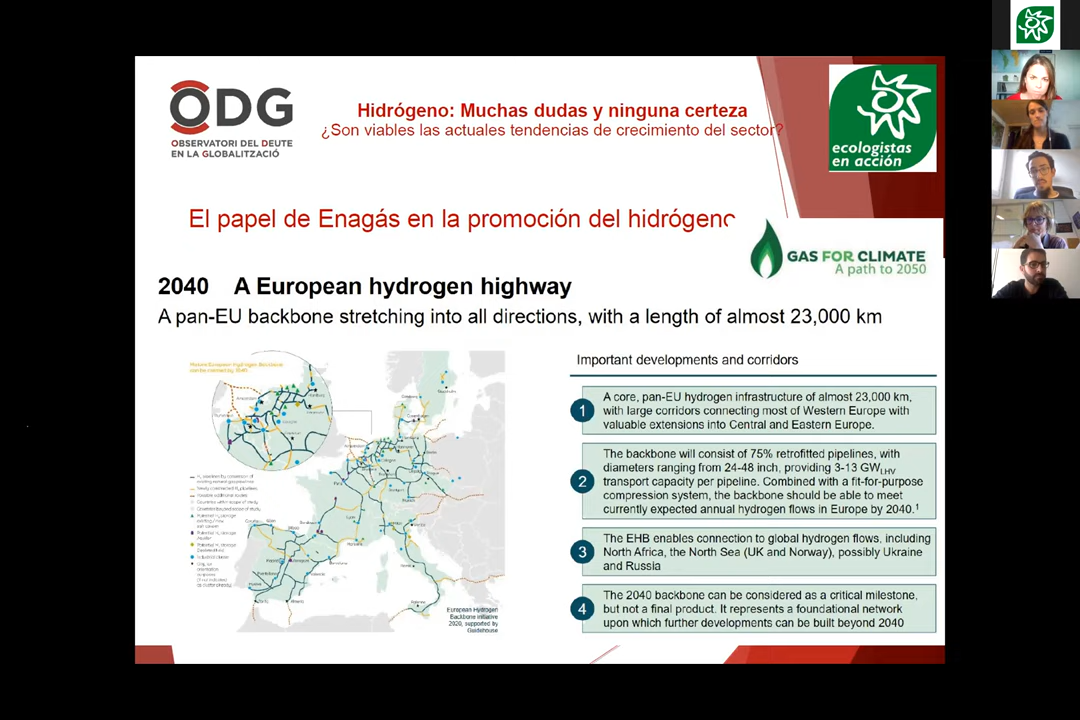 ODG
OBSERVATORI DEL DEUTE
EN LA GLOBALITZACIÓ
Hidrógeno: Muchas dudas y ninguna certeza
¿Son viables las actuales tendencias de crecimiento del sector?
ecologistas
en acción
El papel de Enagás en la promoción del hidrógeno
GAS FOR CLIMATE
A path to 2050
2040 A European hydrogen highway
A pan-EU backbone stretching into all directions, with a length of almost 23,000 km
Mature European Hydrogen Backbone
can be created by 2040
European Hydrogen
Backbone initiative
2020, supported by
Guidehouse
Important developments and corridors
1
A core, pan-EU hydrogen infrastructure of almost 23,000 km,
with large corridors connecting most of Western Europe with
valuable extensions into Central and Eastern Europe.
2
The backbone will consist of 75% retrofitted pipelines, with
diameters ranging from 24-48 inch, providing 3-13 GWLHV
transport capacity per pipeline. Combined with a fit-for-purpose
compression system, the backbone should be able to meet
currently expected annual hydrogen flows in Europe by 2040.¹
3
The EHB enables connection to global hydrogen flows, including
North Africa, the North Sea (UK and Norway), possibly Ukraine
and Russia
4
The 2040 backbone can be considered as a critical milestone,
but not a final product. It represents a foundational network
upon which further developments can be built beyond 2040